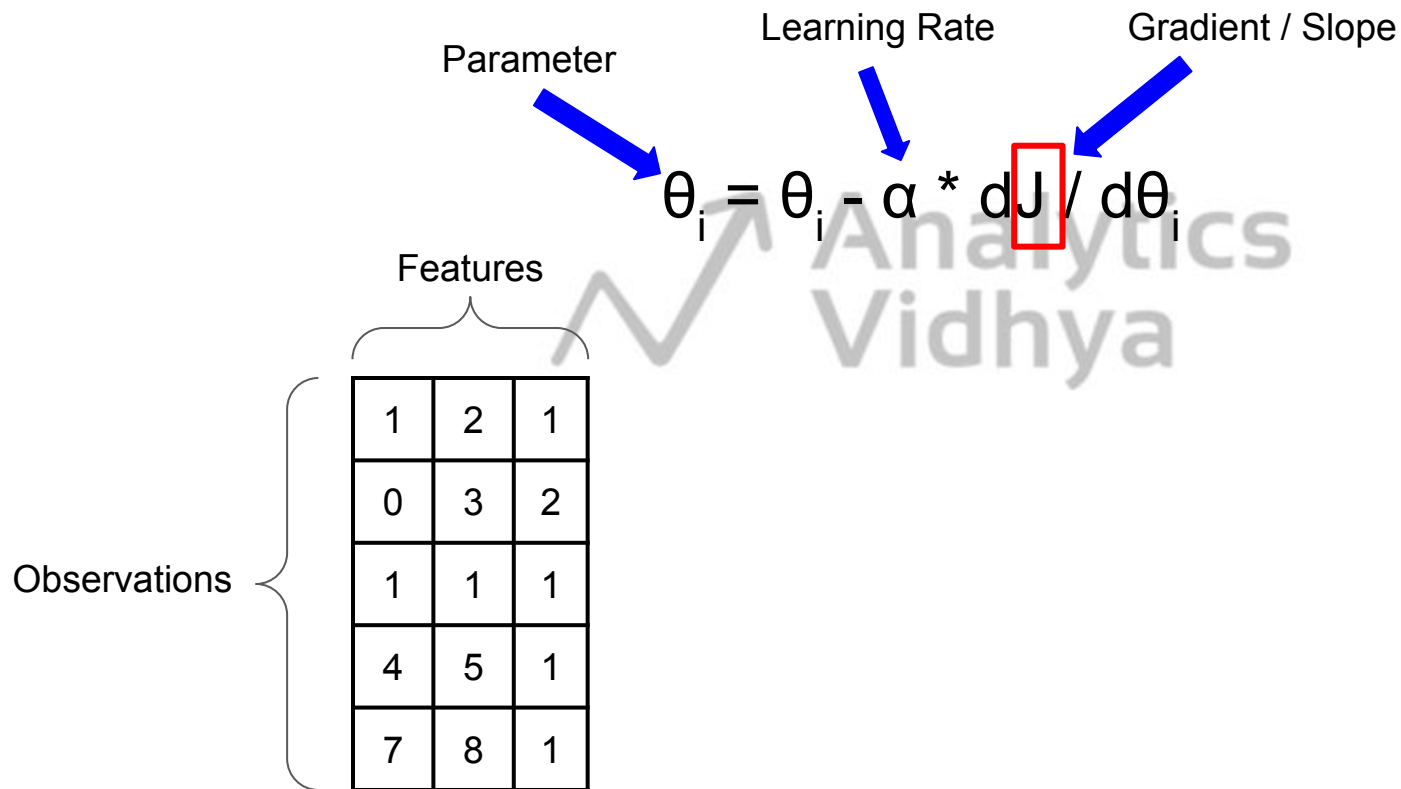 Learning Rate
Gradient / Slope
Parameter
θi = θi - α * dJ / dθi
Analytics
Vidhya
Features
1 2 1
0 3 2
Observations
1 1 1
4 5 1
7 8 1